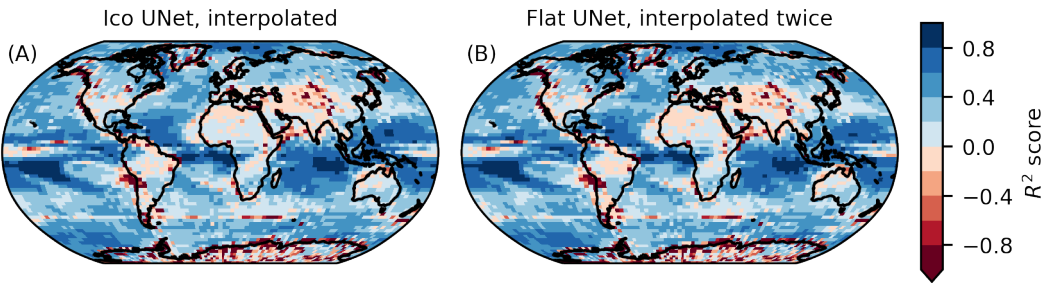 Ico UNet, interpolated
Flat UNet, interpolated twice
(A)
(B)
0.8
0.4
0.0
−0.4
−0.8
R² score